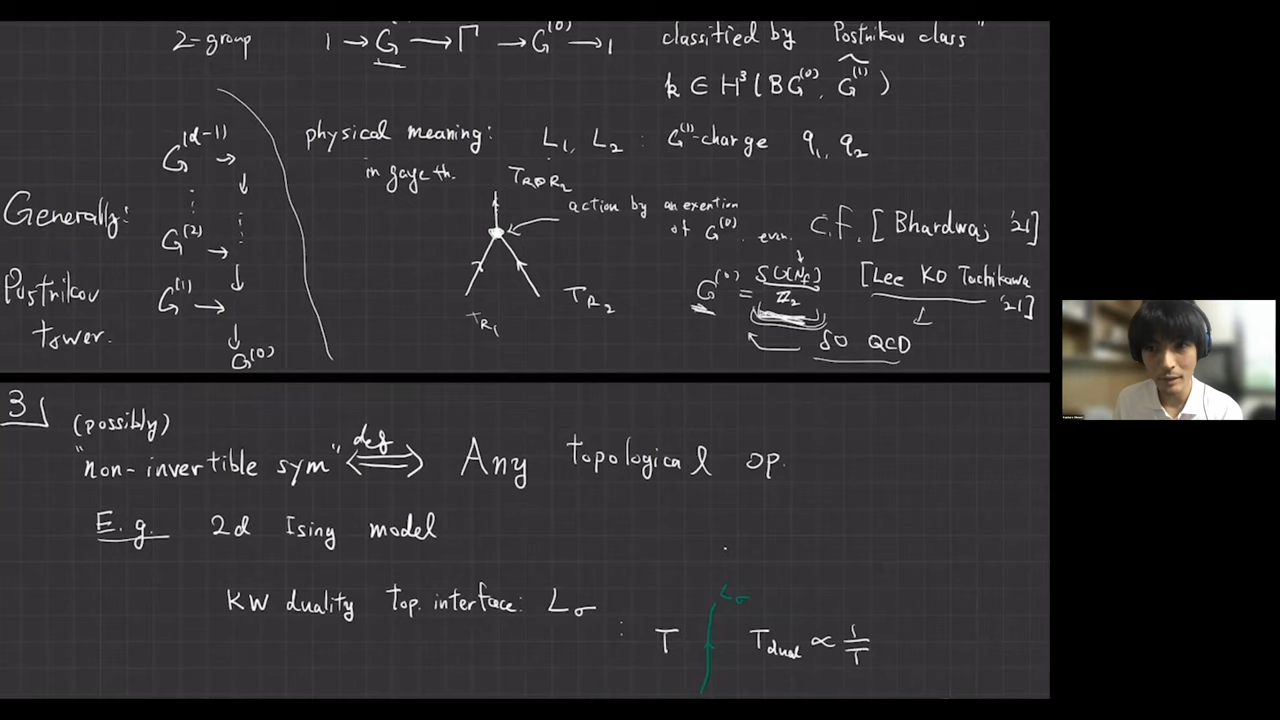 2-group 1 → G → Γ → G^(0) → 1 classified by Postnikov class"
k ∈ H³(BG^(0), G^(1))
physical meaning: L₁, L₂ : G^(1)-charge q₁, q₂
in gauge th.
T_R₁⊗R₂
action by an exention
of G^(0). even.
c.f. [Bhardwaj '21]
G^(d-1) → ↓
⋮
G^(2) → ↓
G^(1) → ↓
G^(0)
Generally:
Postnikov
tower.
T_R₁
T_R₂
G^(0) = SU(N_f)/Z₂
[Lee KO Tachikawa '21]
SO QCD
3]
(possibly)
"non-invertible sym" ⟺ def Any topological op.
E.g. 2d Ising model
KW duality top. interface: L_σ :
L_σ
T T_dual ∝ 1/T